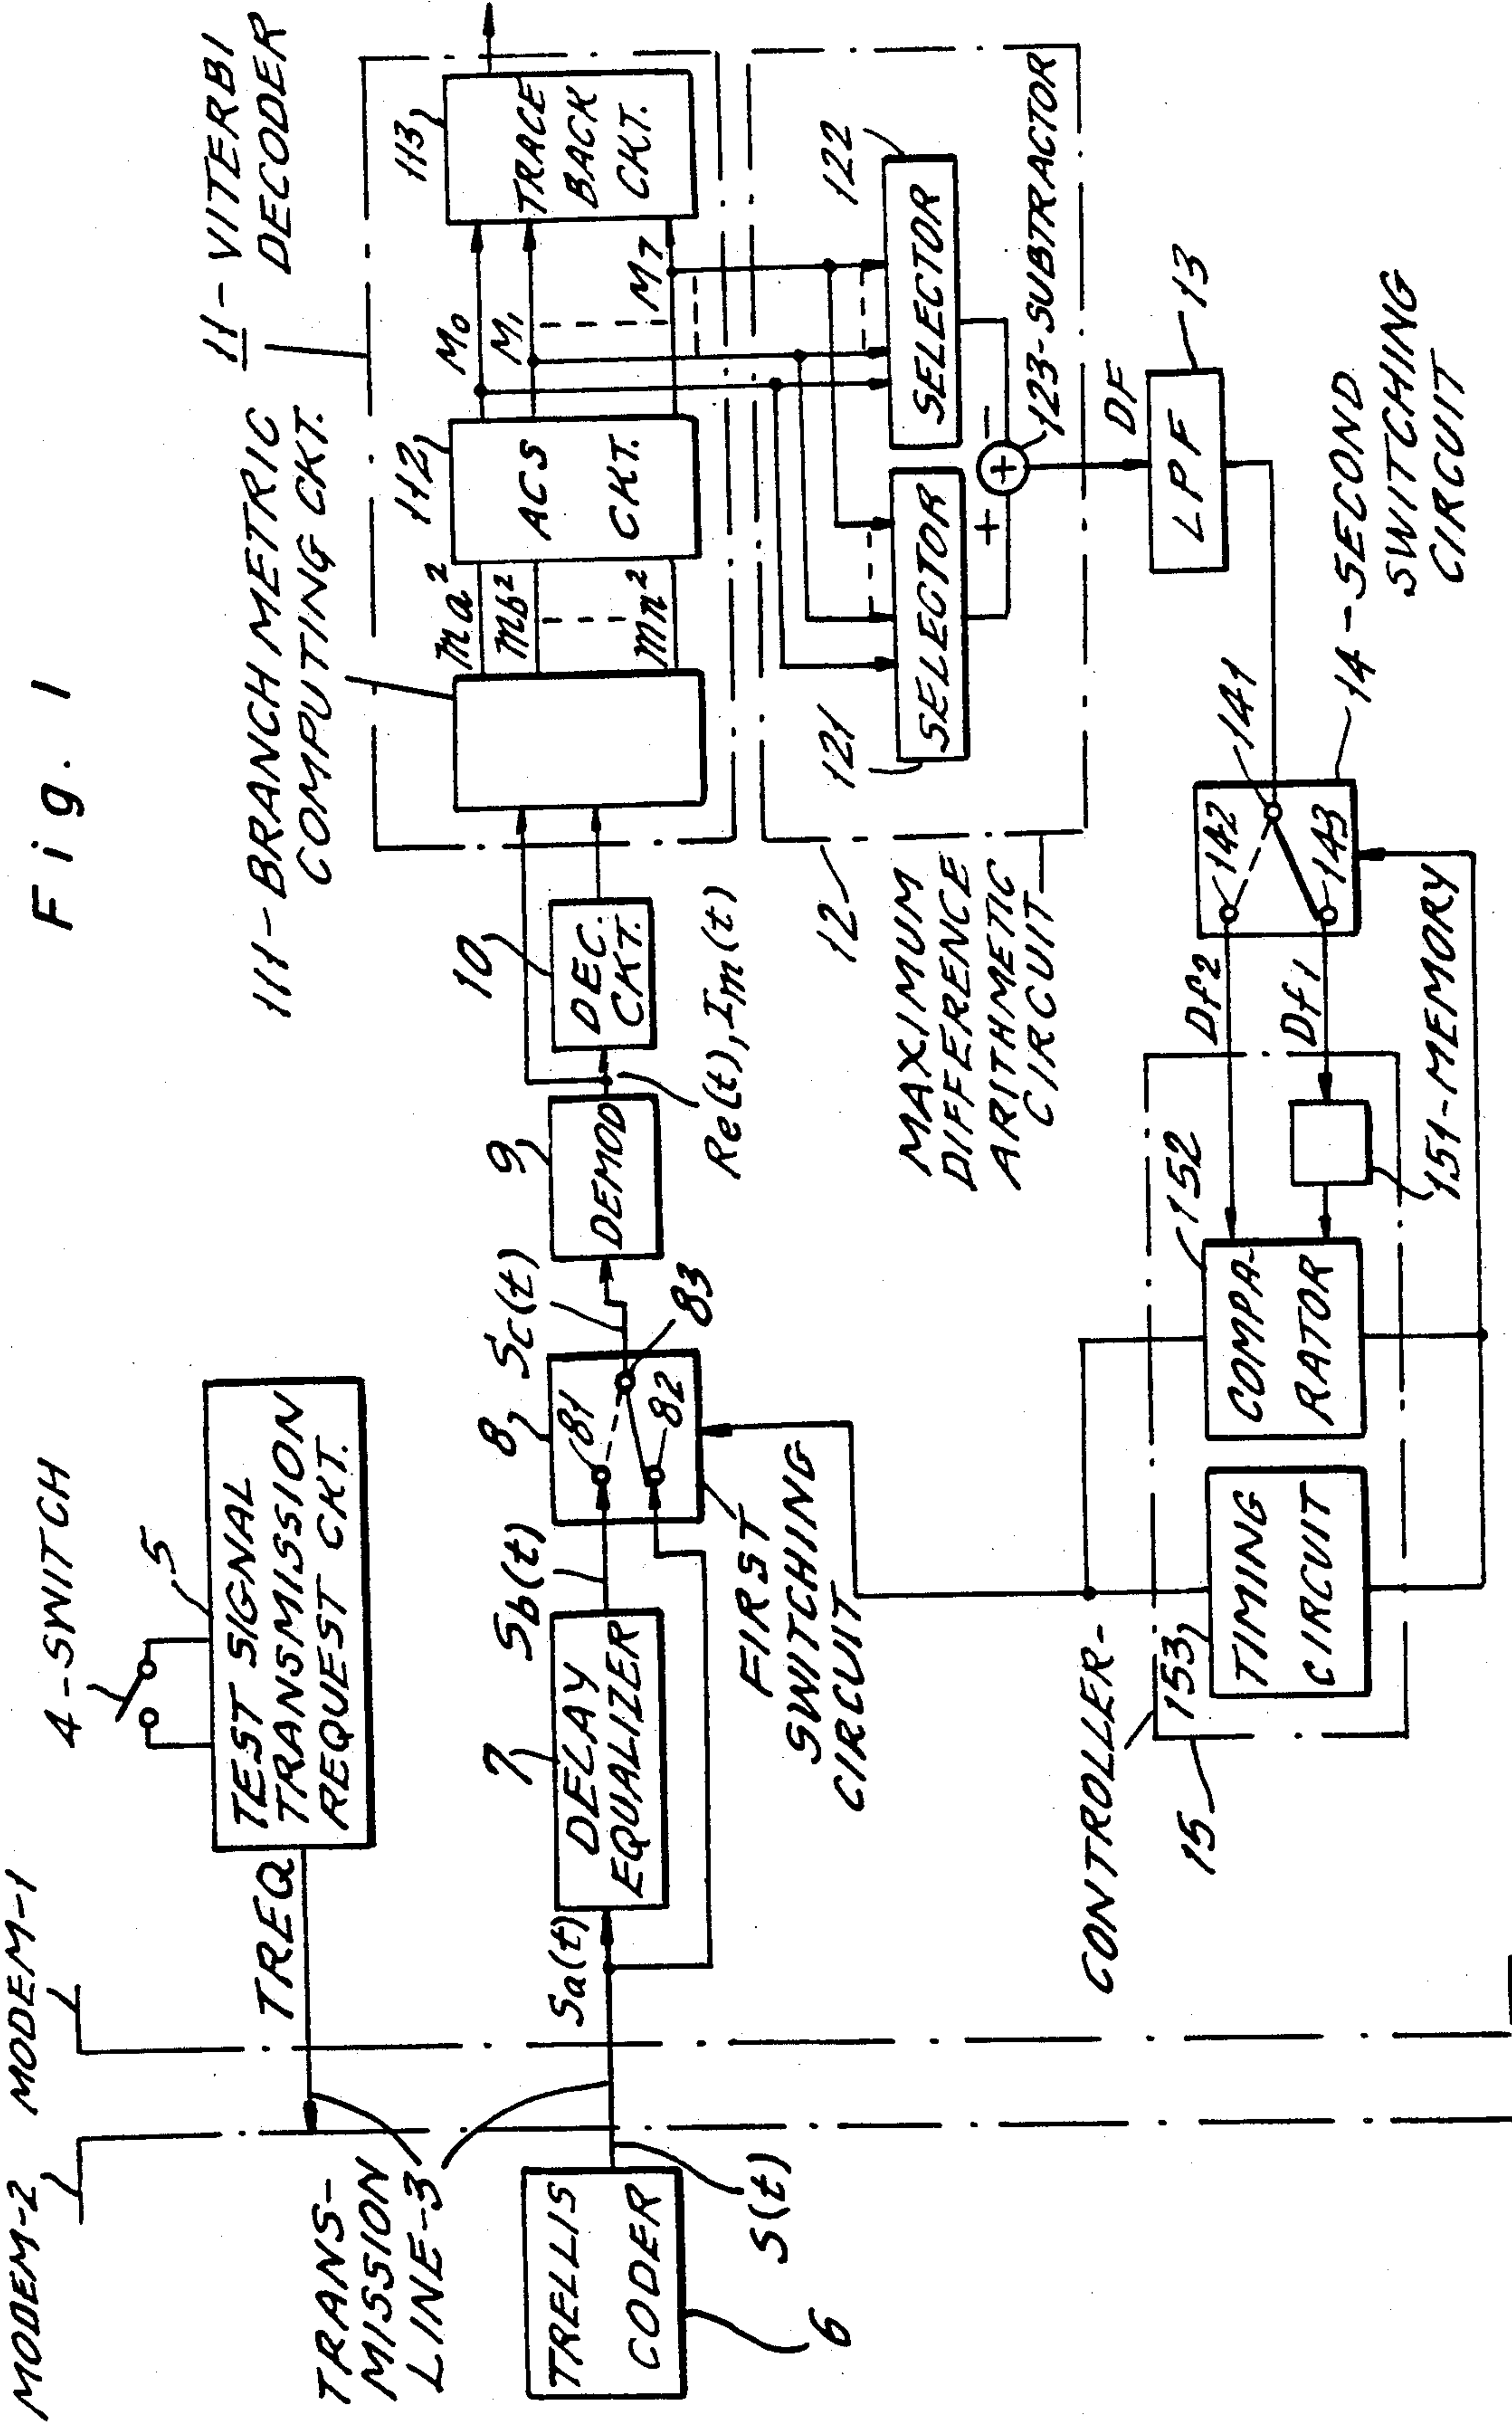 Fig. 1
MODEM-2
MODEM-1
4-SWITCH
5
TEST SIGNAL
TRANSMISSION
REQUEST CKT.
TREQ
TRANS-
MISSION
LINE-3
TRELLIS
CODER
6
S(t)
Sa(t)
7
DELAY
EQUALIZER
Sb(t)
8
81
82
83
FIRST
SWITCHING
CIRCUIT
Sc(t)
9
DEMOD
Re(t), Im(t)
10
DEC.
CKT.
111-BRANCH METRIC
COMPUTING CKT.
11-VITERBI
DECODER
ma²
mb²
mn²
112
ACS
CKT.
M0
M1
M7
113
TRACE
BACK
CKT.
12
MAXIMUM
DIFFERENCE
ARITHMETIC
CIRCUIT
121
SELECTOR
122
SELECTOR
+
-
+
123-SUBTRACTOR
DF
LPF
13
14-SECOND
SWITCHING
CIRCUIT
141
142
143
Df2
Df1
151-MEMORY
152
COMPA-
RATOR
153
TIMING
CIRCUIT
CONTROLLER-
15